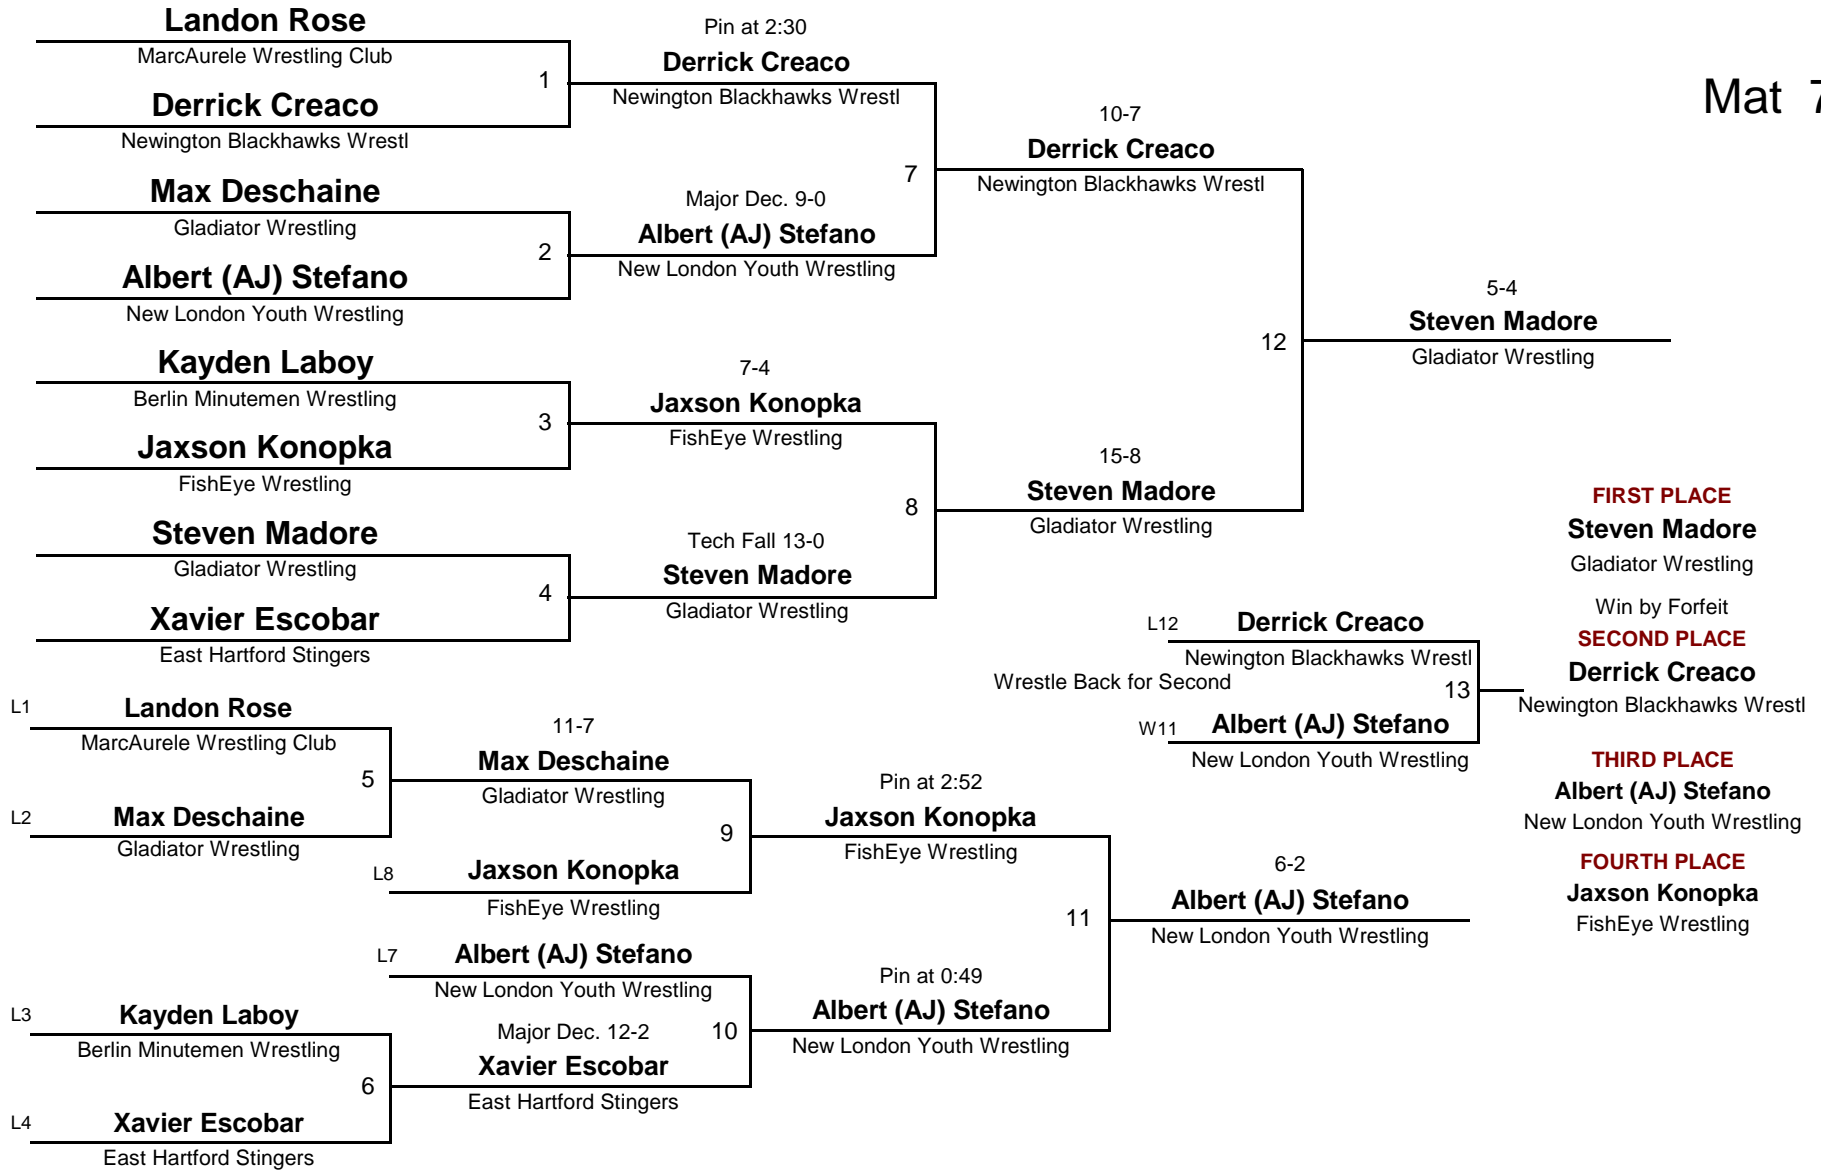 Landon Rose
MarcAurele Wrestling Club
1
Derrick Creaco
Newington Blackhawks Wrestl
Max Deschaine
Gladiator Wrestling
2
Albert (AJ) Stefano
New London Youth Wrestling
Kayden Laboy
Berlin Minutemen Wrestling
3
Jaxson Konopka
FishEye Wrestling
Steven Madore
Gladiator Wrestling
4
Xavier Escobar
East Hartford Stingers
Pin at 2:30
Derrick Creaco
Newington Blackhawks Wrestl
7
Major Dec. 9-0
Albert (AJ) Stefano
New London Youth Wrestling
7-4
Jaxson Konopka
FishEye Wrestling
8
Tech Fall 13-0
Steven Madore
Gladiator Wrestling
10-7
Derrick Creaco
Newington Blackhawks Wrestl
12
15-8
Steven Madore
Gladiator Wrestling
Mat 7
5-4
Steven Madore
Gladiator Wrestling
L1
Landon Rose
MarcAurele Wrestling Club
5
L2
Max Deschaine
Gladiator Wrestling
L3
Kayden Laboy
Berlin Minutemen Wrestling
6
L4
Xavier Escobar
East Hartford Stingers
11-7
Max Deschaine
Gladiator Wrestling
9
L8
Jaxson Konopka
FishEye Wrestling
L7
Albert (AJ) Stefano
New London Youth Wrestling
Major Dec. 12-2
10
Xavier Escobar
East Hartford Stingers
Pin at 2:52
Jaxson Konopka
FishEye Wrestling
11
Pin at 0:49
Albert (AJ) Stefano
New London Youth Wrestling
6-2
Albert (AJ) Stefano
New London Youth Wrestling
L12
Derrick Creaco
Newington Blackhawks Wrestl
Wrestle Back for Second
13
W11
Albert (AJ) Stefano
New London Youth Wrestling
FIRST PLACE
Steven Madore
Gladiator Wrestling
Win by Forfeit
SECOND PLACE
Derrick Creaco
Newington Blackhawks Wrestl
THIRD PLACE
Albert (AJ) Stefano
New London Youth Wrestling
FOURTH PLACE
Jaxson Konopka
FishEye Wrestling